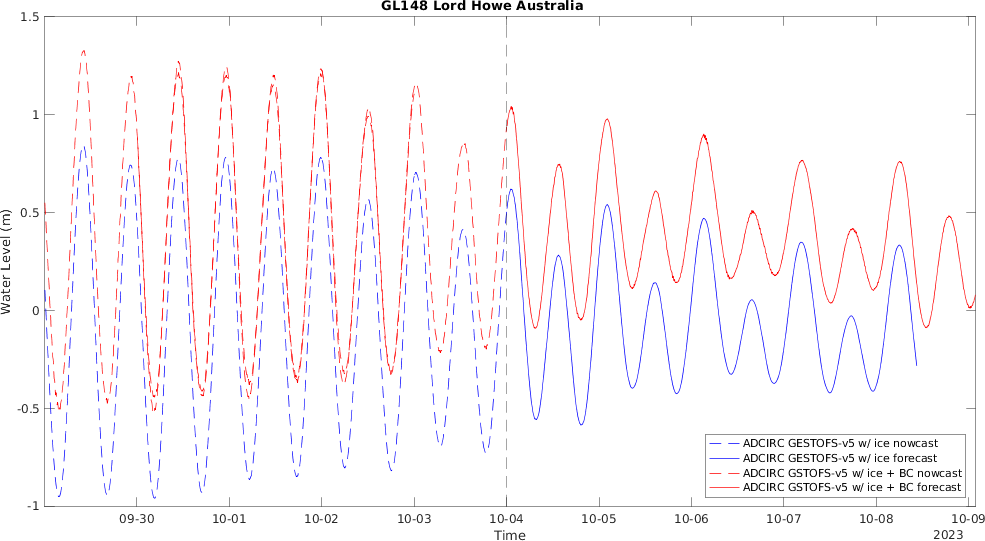 GL148 Lord Howe Australia
1.5
1
0.5
0
-0.5
-1
Water Level (m)
09-30 10-01 10-02 10-03 10-04 10-05 10-06 10-07 10-08 10-09
Time
2023
ADCIRC GESTOFS-v5 w/ ice nowcast
ADCIRC GESTOFS-v5 w/ ice forecast
ADCIRC GSTOFS-v5 w/ ice + BC nowcast
ADCIRC GSTOFS-v5 w/ ice + BC forecast